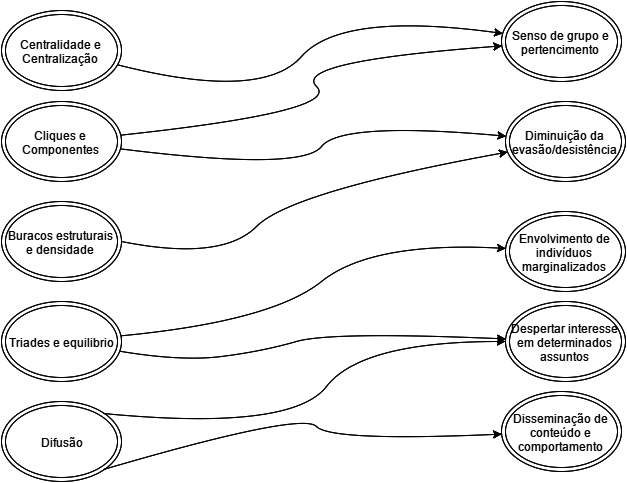 Centralidade e
Centralização
Senso de grupo e
pertencimento
Cliques e
Componentes
Diminuição da
evasão/desistência
Buracos estruturais
e densidade
Envolvimento de
indivíduos
marginalizados
Triades e equilibrio
Despertar interesse
em determinados
assuntos
Difusão
Disseminação de
conteúdo e
comportamento